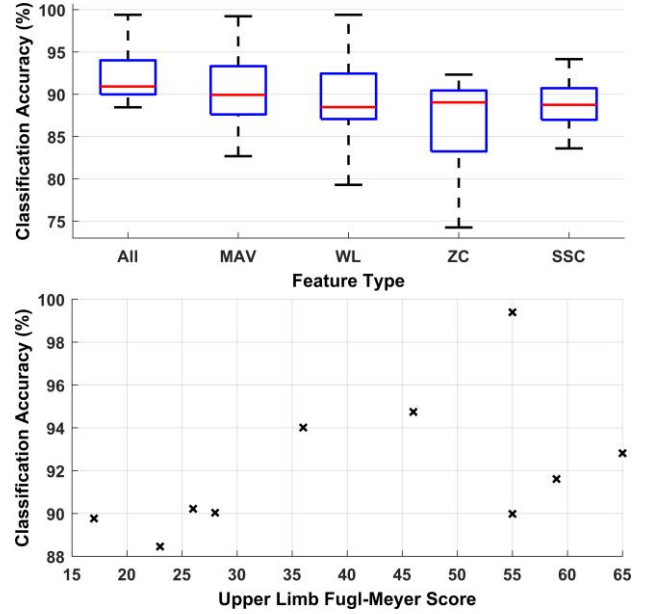 Classification Accuracy (%)
100
95
90
85
80
75
All MAV WL ZC SSC
Feature Type
Classification Accuracy (%)
100
98
96
94
92
90
88
15 20 25 30 35 40 45 50 55 60 65
Upper Limb Fugl-Meyer Score